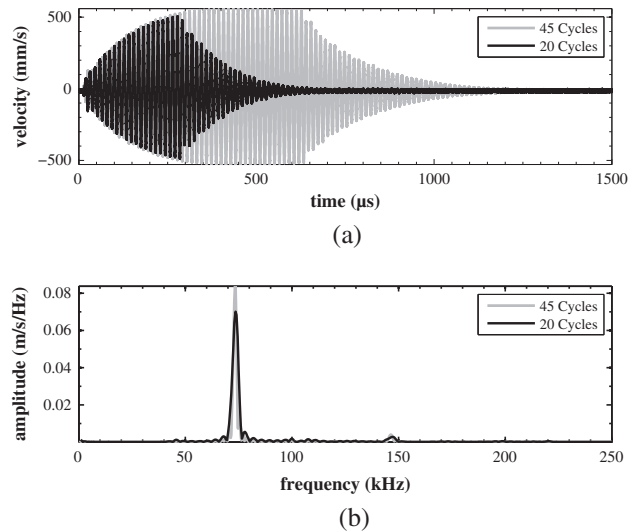 500
0
−500
velocity (mm/s)
45 Cycles
20 Cycles
0
500
1000
1500
time (µs)
(a)
0.08
0.06
0.04
0.02
amplitude (m/s/Hz)
45 Cycles
20 Cycles
0
50
100
150
200
250
frequency (kHz)
(b)